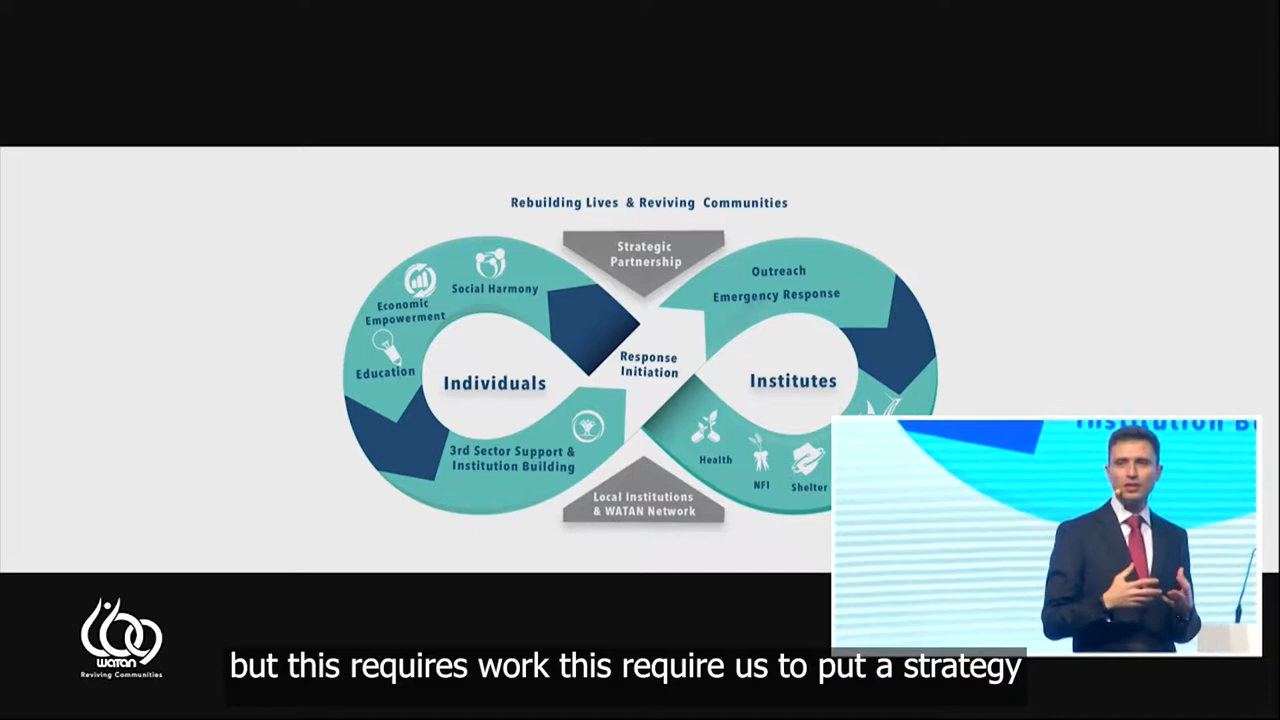 Rebuilding Lives & Reviving Communities
Strategic
Partnership
Social Harmony
Economic
Empowerment
Education
Individuals
3rd Sector Support &
Institution Building
Response
Initiation
Outreach
Emergency Response
Institutes
Health
NFI
Shelter
Local Institutions
& WATAN Network
Institution
WATAN
Reviving Communities
but this requires work this require us to put a strategy